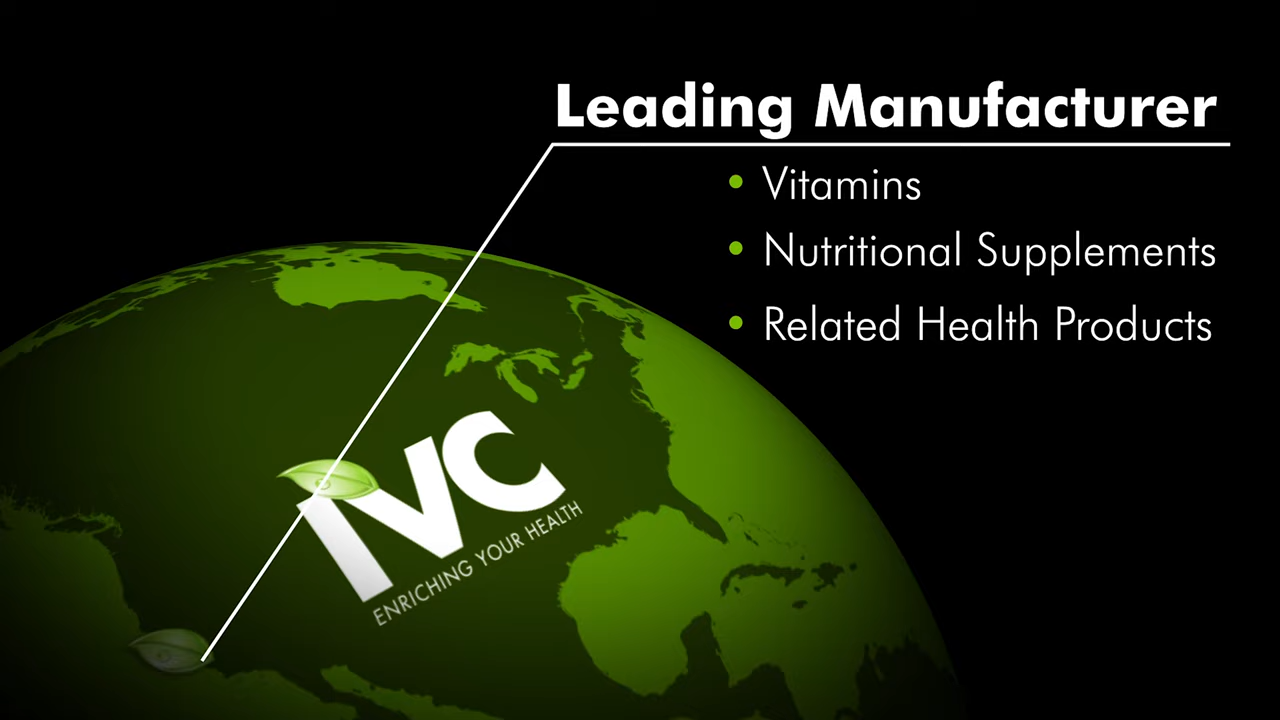 Leading Manufacturer
• Vitamins
• Nutritional Supplements
• Related Health Products
IVC
ENRICHING YOUR HEALTH